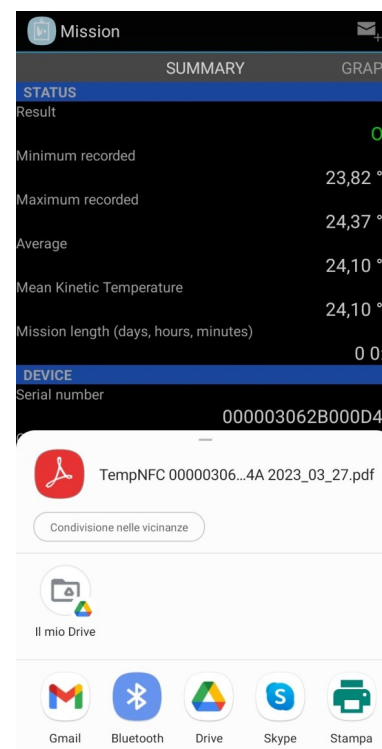 Mission
SUMMARY GRAP
STATUS
Result
O
Minimum recorded
23,82 °
Maximum recorded
24,37 °
Average
24,10 °
Mean Kinetic Temperature
24,10 °
Mission length (days, hours, minutes)
0 0
DEVICE
Serial number
000003062B000D4
TempNFC 00000306...4A 2023_03_27.pdf
Condivisione nelle vicinanze
Il mio Drive
Gmail Bluetooth Drive Skype Stampa